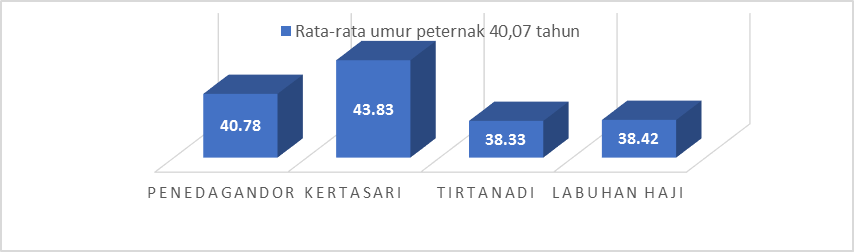 Rata-rata umur peternak 40,07 tahun
40.78
43.83
38.33
38.42
PENEDAGANDOR KERTASARI TIRTANADI LABUHAN HAJI